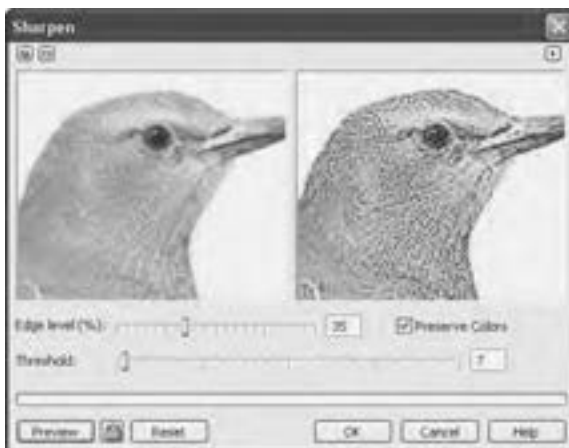 Sharpen
Edge level (%): 35 Preserve Colors
Threshold: 7
Preview Reset OK Cancel Help